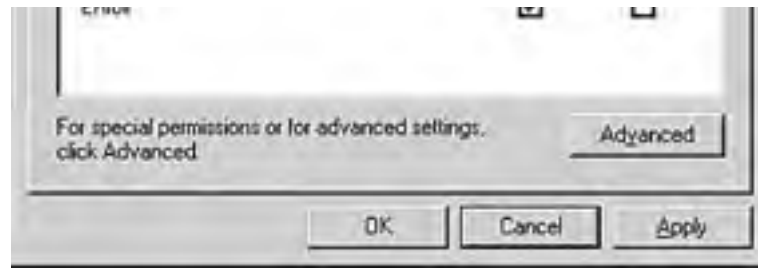 For special permissions or for advanced settings,
click Advanced.
Advanced
OK
Cancel
Apply